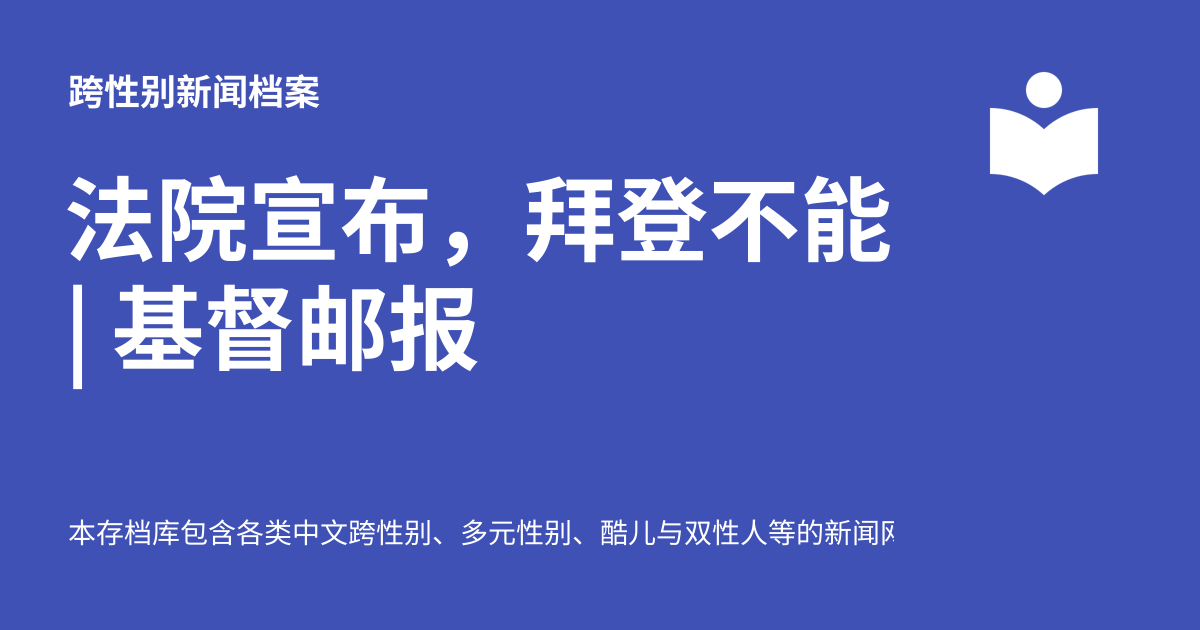 跨性别新闻档案
法院宣布，拜登不能
| 基督邮报
本存档库包含各类中文跨性别、多元性别、酷儿与双性人等的新闻